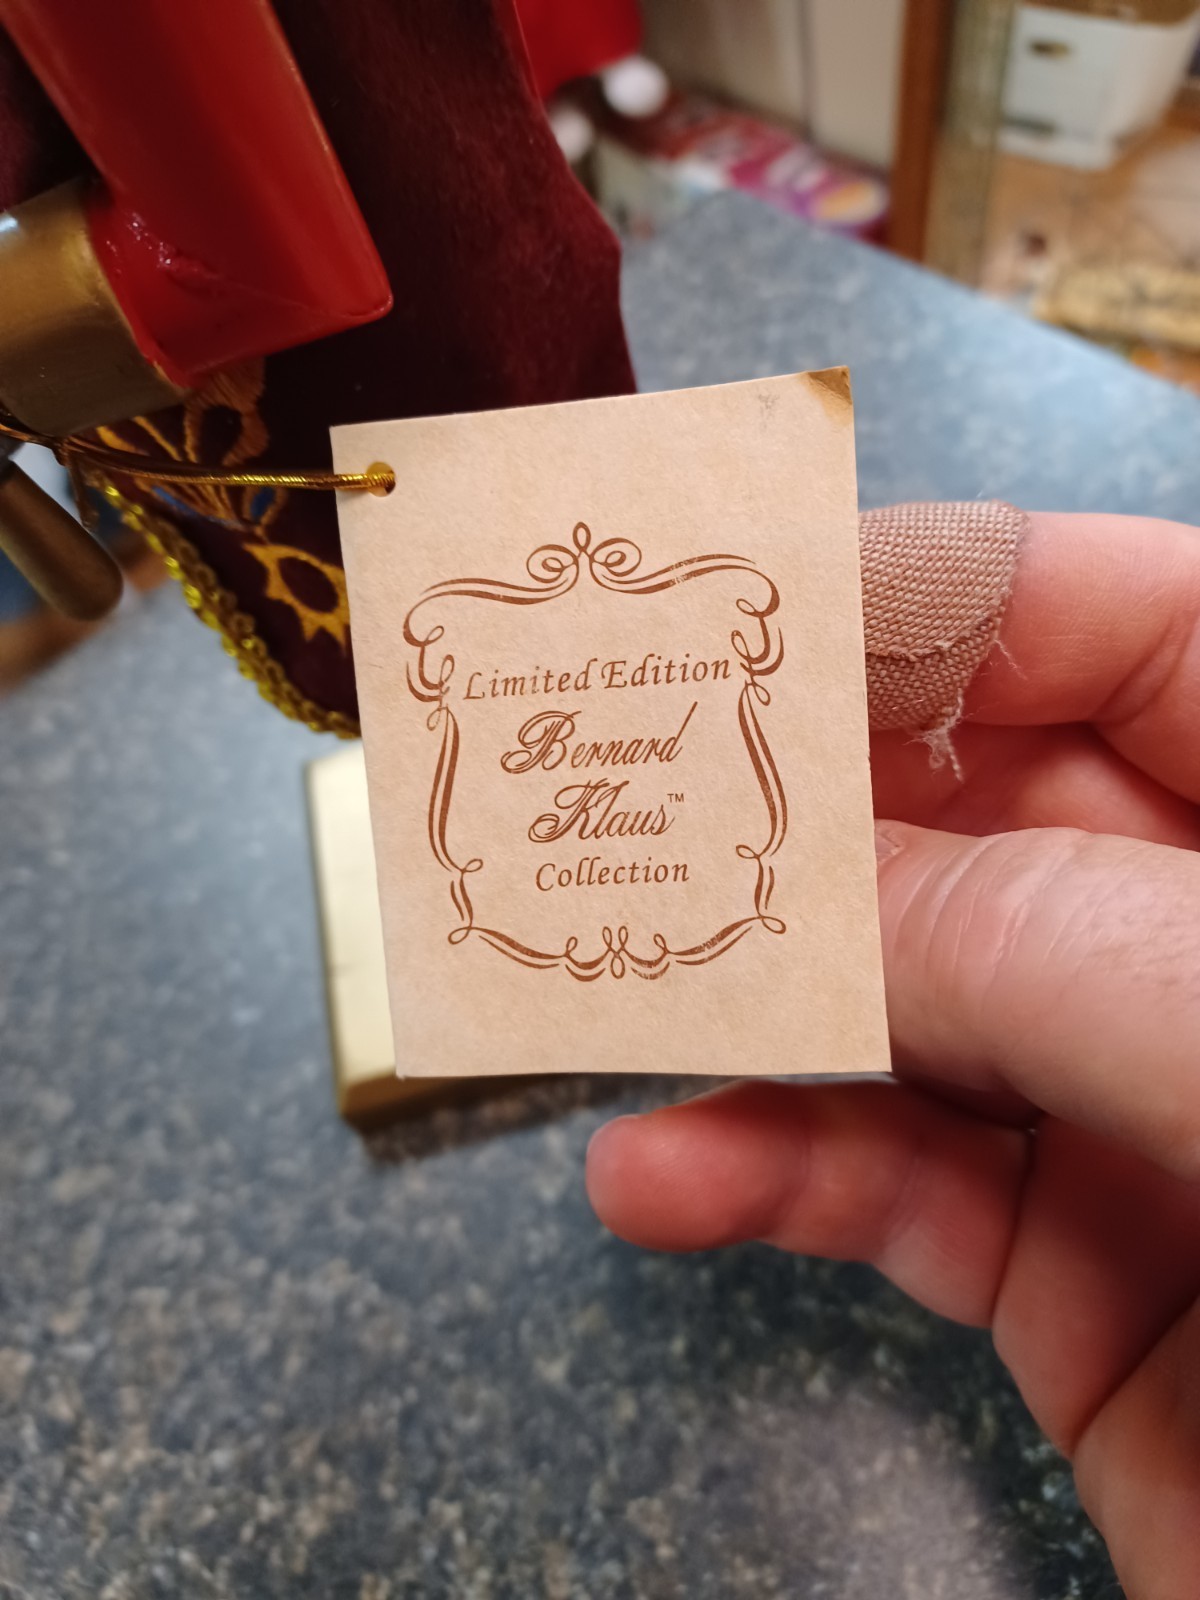 Limited Edition
Bernard
Klaus™
Collection